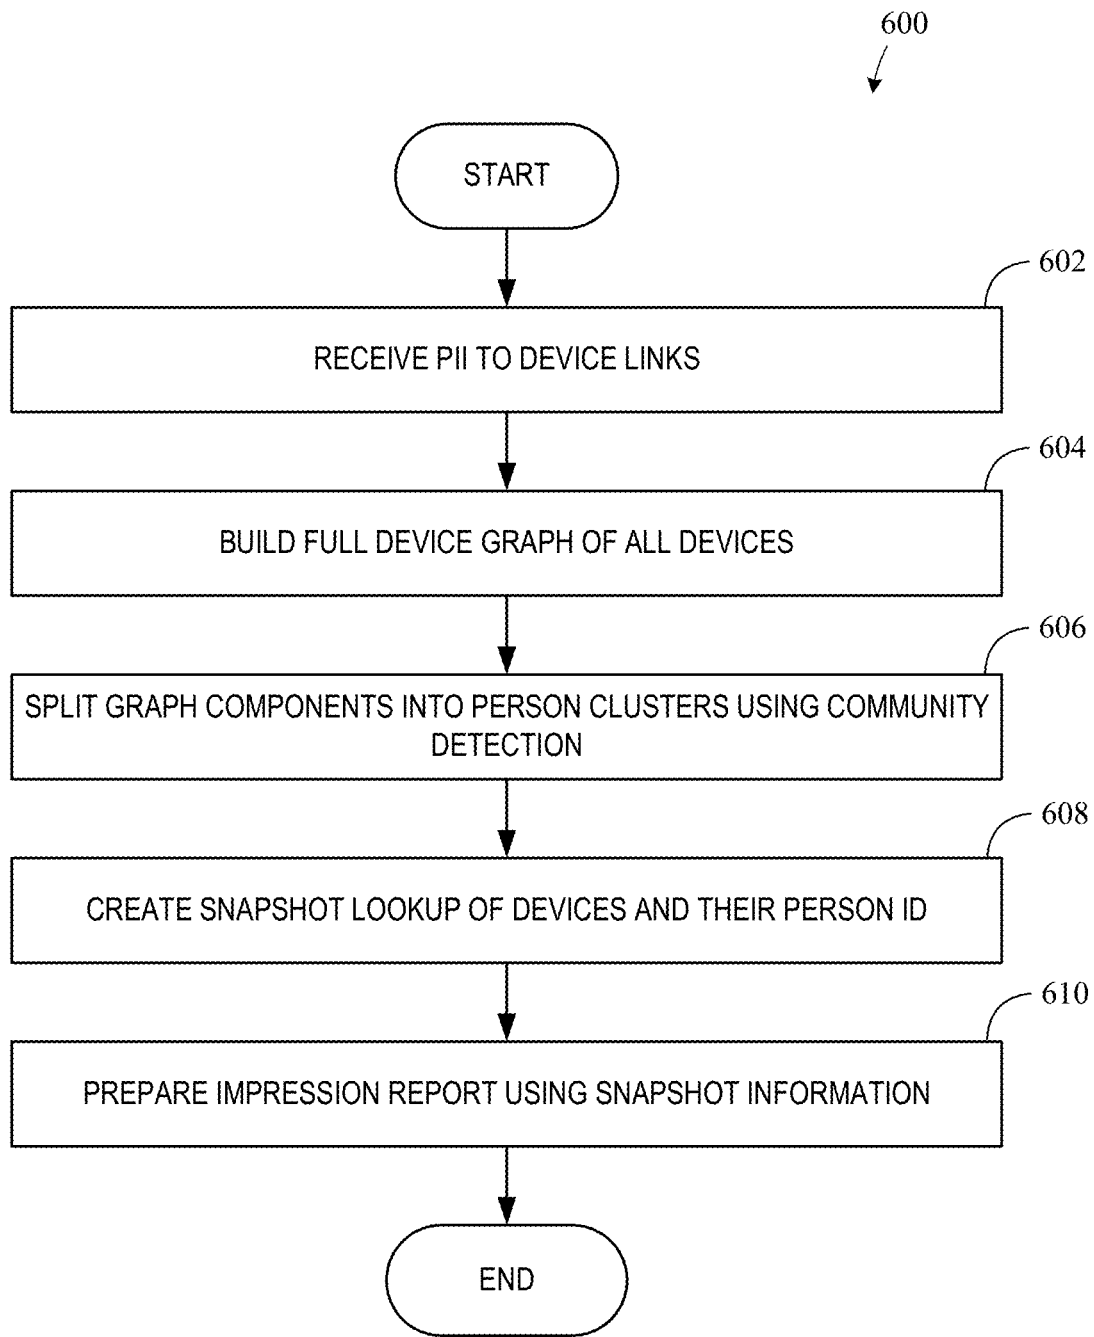 600
START
602
RECEIVE PII TO DEVICE LINKS
604
BUILD FULL DEVICE GRAPH OF ALL DEVICES
606
SPLIT GRAPH COMPONENTS INTO PERSON CLUSTERS USING COMMUNITY
DETECTION
608
CREATE SNAPSHOT LOOKUP OF DEVICES AND THEIR PERSON ID
610
PREPARE IMPRESSION REPORT USING SNAPSHOT INFORMATION
END